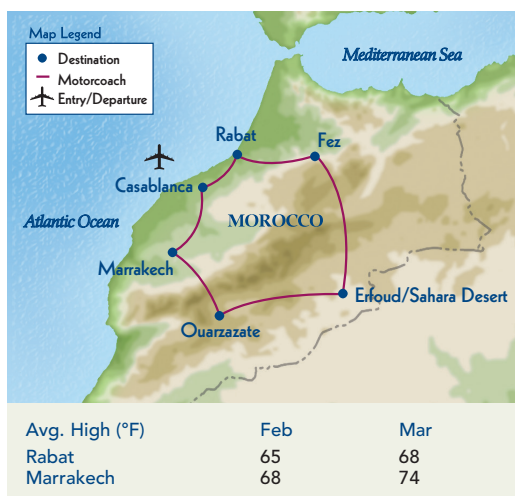 Map Legend
Destination
Motorcoach
Entry/Departure
Mediterranean Sea
Rabat
Fez
Casablanca
Atlantic Ocean
MOROCCO
Marrakech
Erfoud/Sahara Desert
Ouarzazate
Avg. High (°F) Feb Mar
Rabat 65 68
Marrakech 68 74